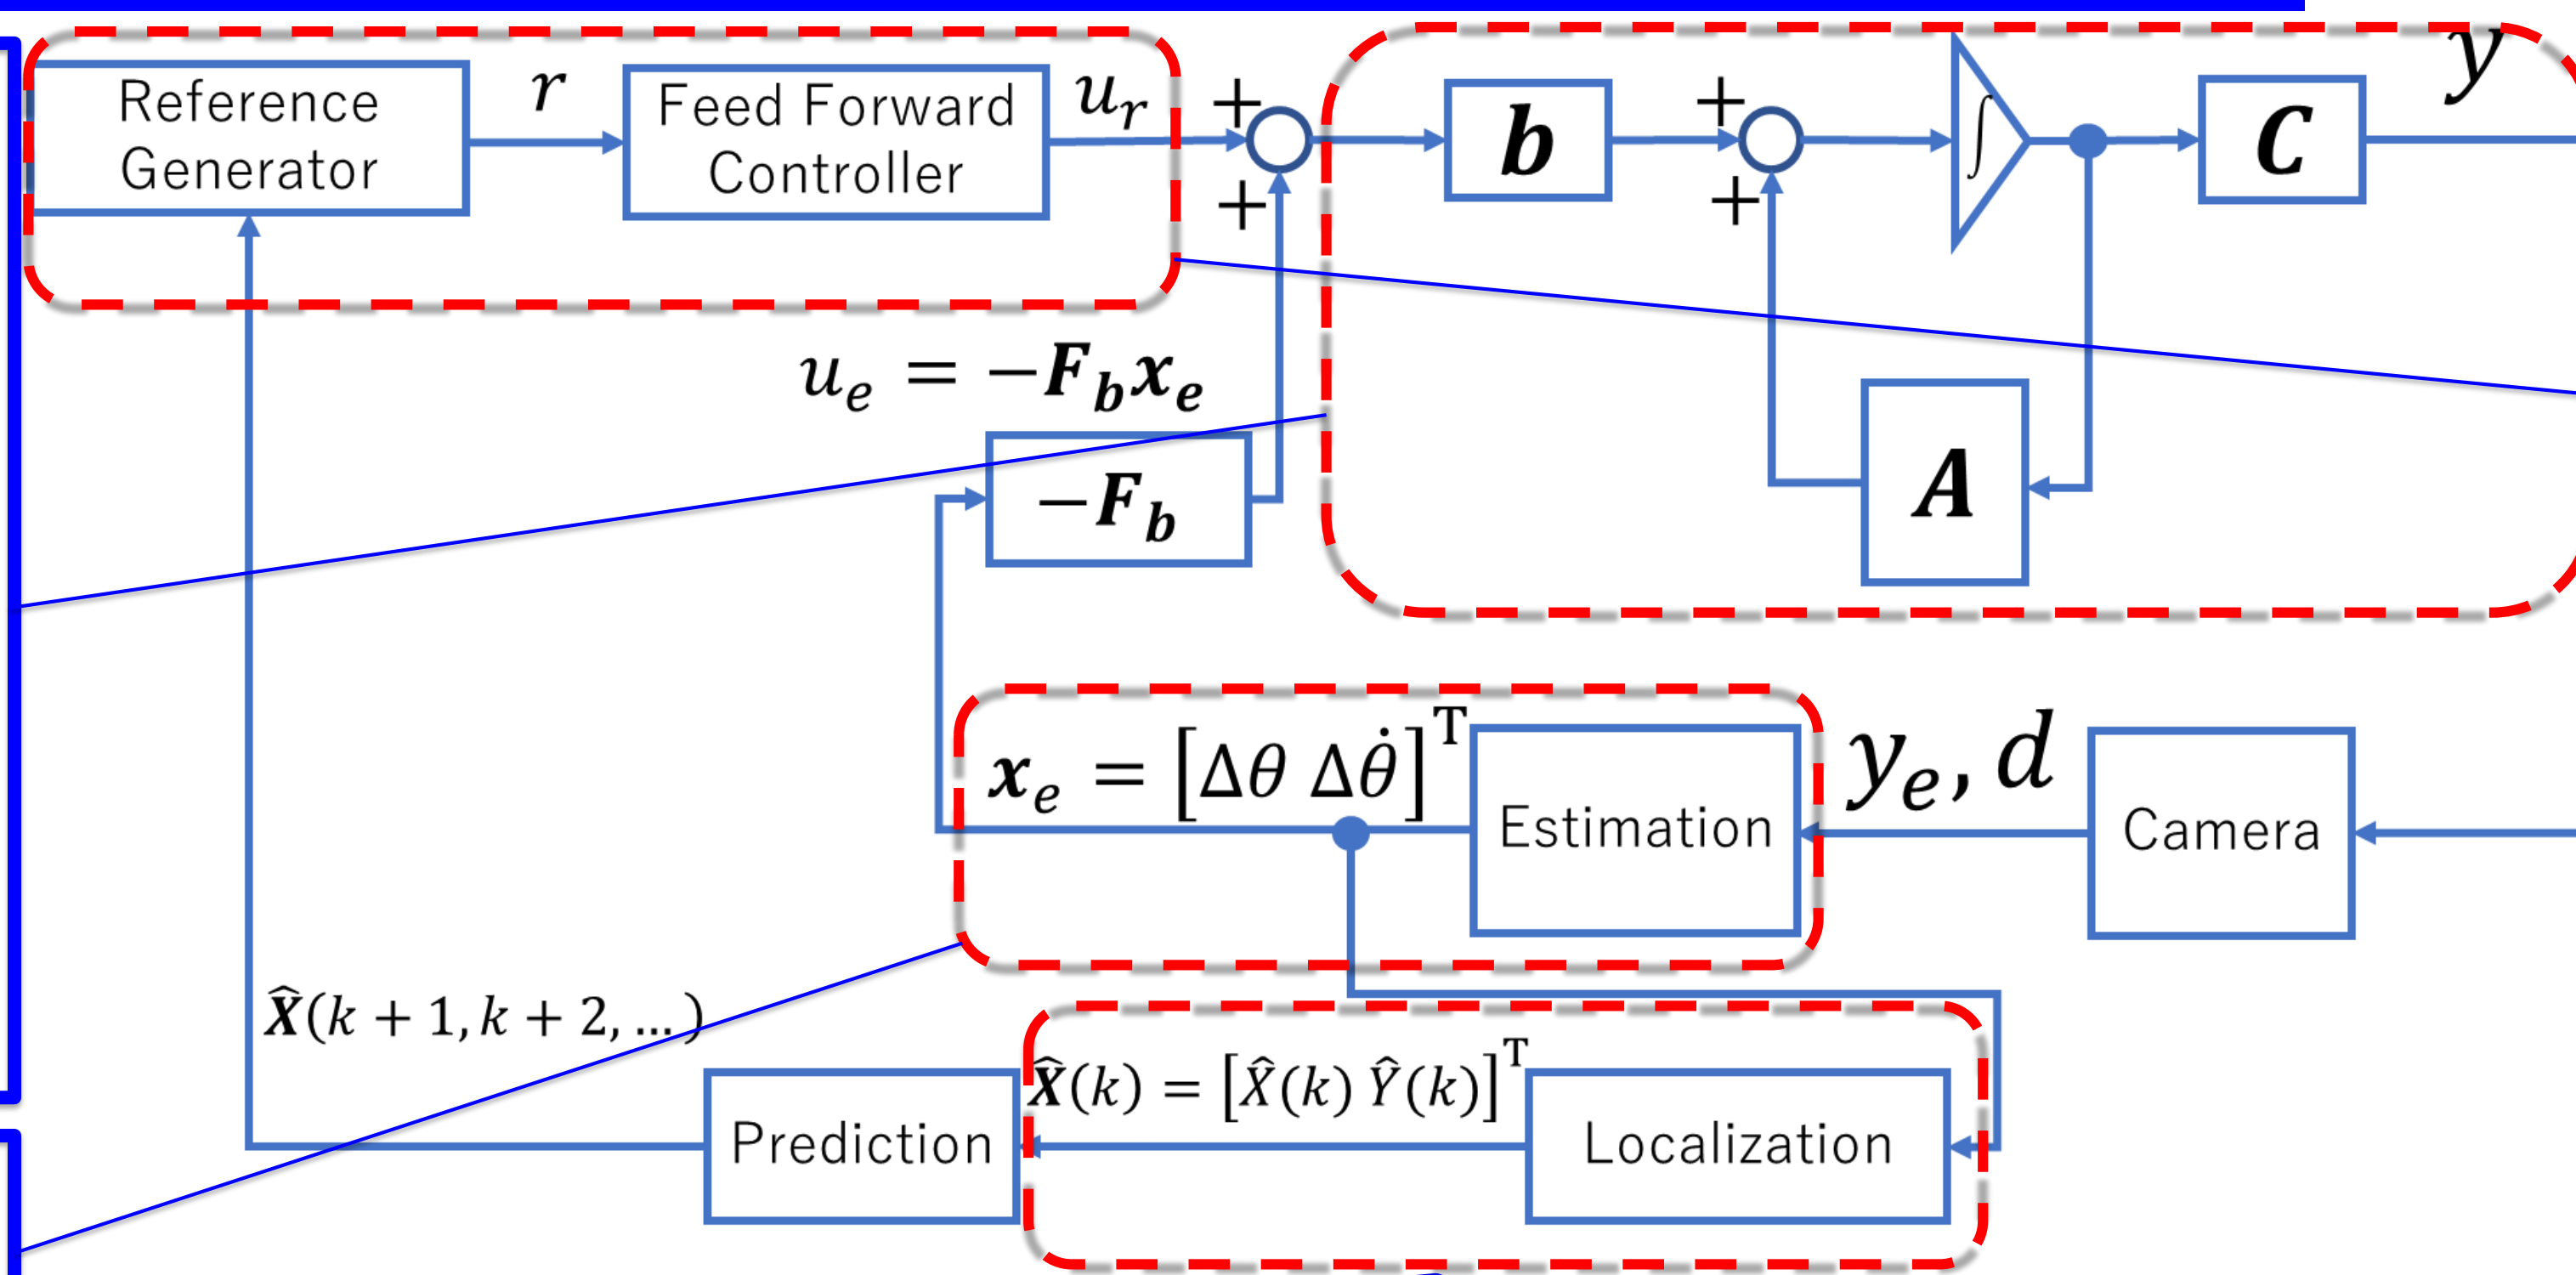 Reference
Generator
r
Feed Forward
Controller
u_r
+
+
b
+
+
∫
C
y
A
u_e = −F_b x_e
−F_b
x_e = [Δθ Δθ̇]^T
Estimation
y_e, d
Camera
X̂(k + 1, k + 2, … )
Prediction
X̂(k) = [X̂(k) Ŷ(k)]^T
Localization